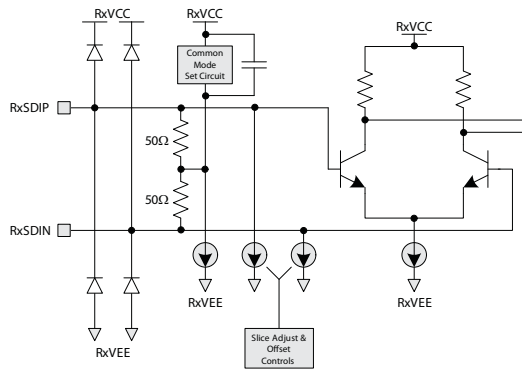 RxVCC
RxVCC
RxVCC
Common
Mode
Set Circuit
RxSDIP
50Ω
50Ω
RxSDIN
RxVEE
RxVEE
RxVEE
Slice Adjust &
Offset
Controls